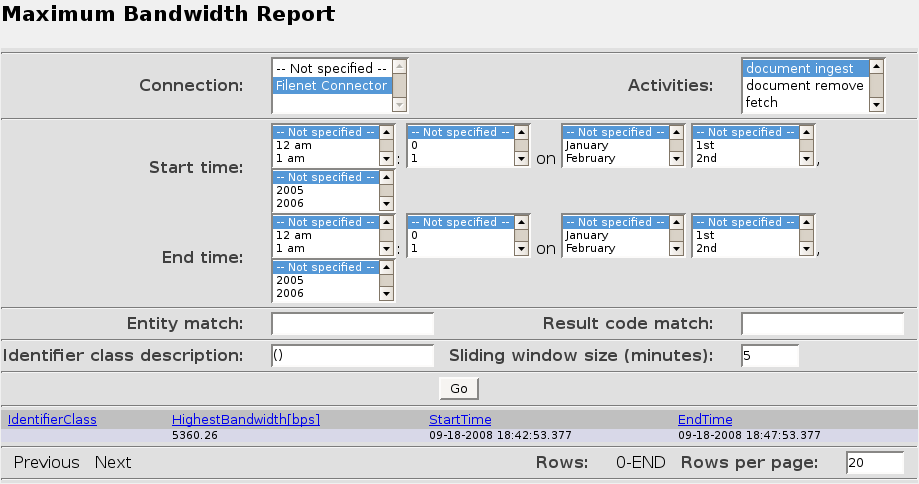 Maximum Bandwidth Report
Connection: -- Not specified -- Filenet Connector Activities: document ingest document remove fetch
Start time: -- Not specified -- 12 am 1 am : -- Not specified -- 0 1 on -- Not specified -- January February -- Not specified -- 1st 2nd ,
-- Not specified -- 2005 2006
End time: -- Not specified -- 12 am 1 am : -- Not specified -- 0 1 on -- Not specified -- January February -- Not specified -- 1st 2nd ,
-- Not specified -- 2005 2006
Entity match: Result code match:
Identifier class description: () Sliding window size (minutes): 5
Go
IdentifierClass HighestBandwidth[bps] StartTime EndTime
5360.26 09-18-2008 18:42:53.377 09-18-2008 18:47:53.377
Previous Next Rows: 0-END Rows per page: 20